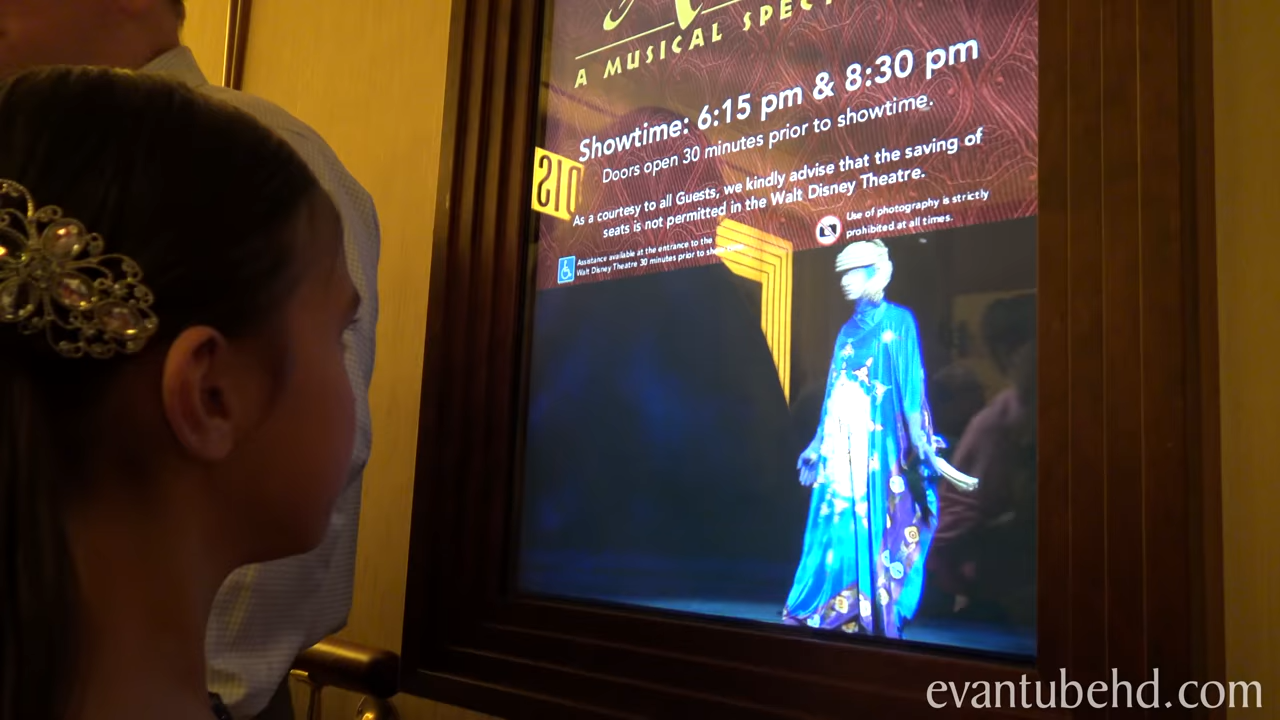 A MUSICAL
Showtime: 6:15 pm & 8:30 pm
Doors open 30 minutes prior to showtime.
As a courtesy to all Guests, we kindly advise that the saving of
seats is not permitted in the Walt Disney Theatre.
Use of photography is strictly
prohibited at all times.
Assistance available at the entrance to the
Walt Disney Theatre 30 minutes prior to
evantubehd.com